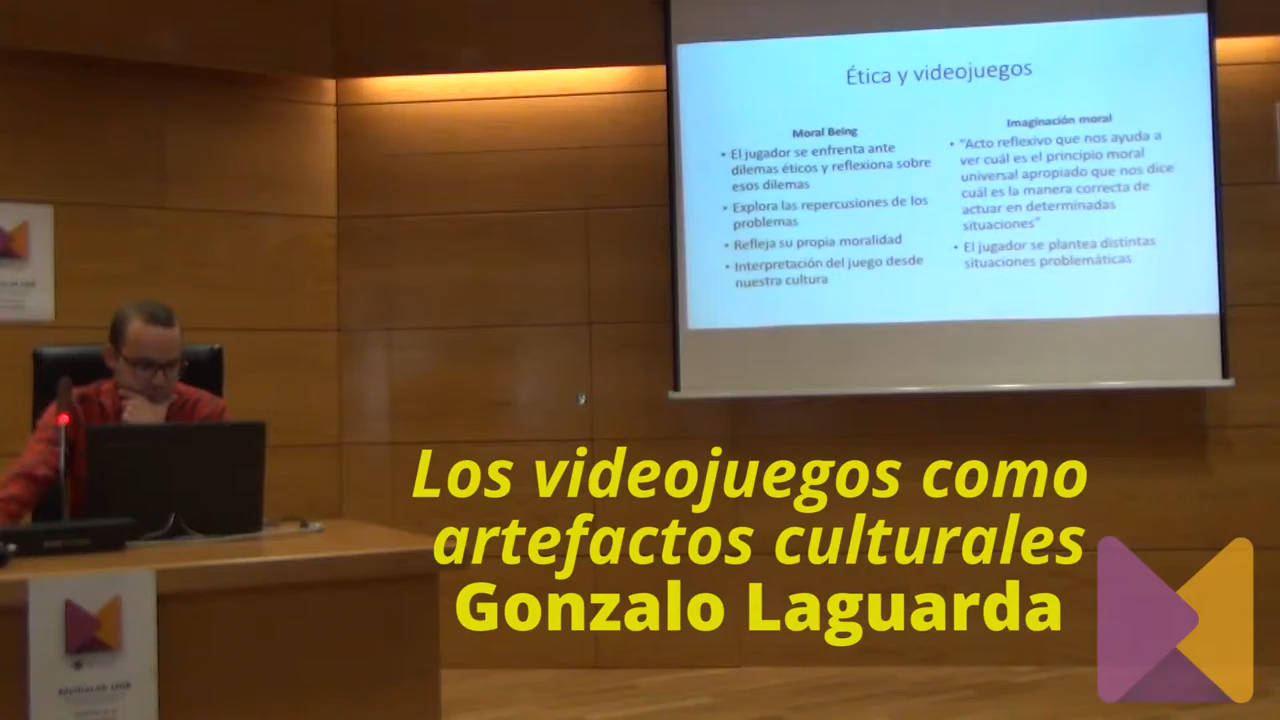 Ética y videojuegos
Moral Being
• El jugador se enfrenta ante
dilemas éticos y reflexiona sobre
esos dilemas
• Explora las repercusiones de los
problemas
• Refleja su propia moralidad
• Interpretación del juego desde
nuestra cultura
Imaginación moral
• "Acto reflexivo que nos ayuda a
ver cuál es el principio moral
universal apropiado que nos dice
cuál es la manera correcta de
actuar en determinadas
situaciones"
• El jugador se plantea distintas
situaciones problemáticas
Los videojuegos como
artefactos culturales
Gonzalo Laguarda